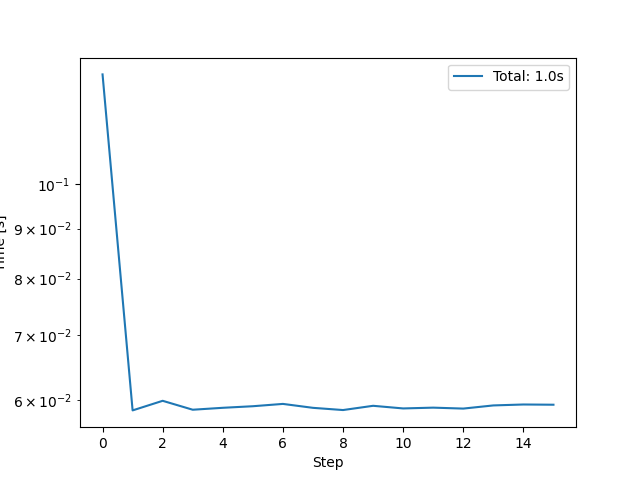 Total: 1.0s
10⁻¹
9 × 10⁻²
8 × 10⁻²
7 × 10⁻²
6 × 10⁻²
[s]
0 2 4 6 8 10 12 14
Step